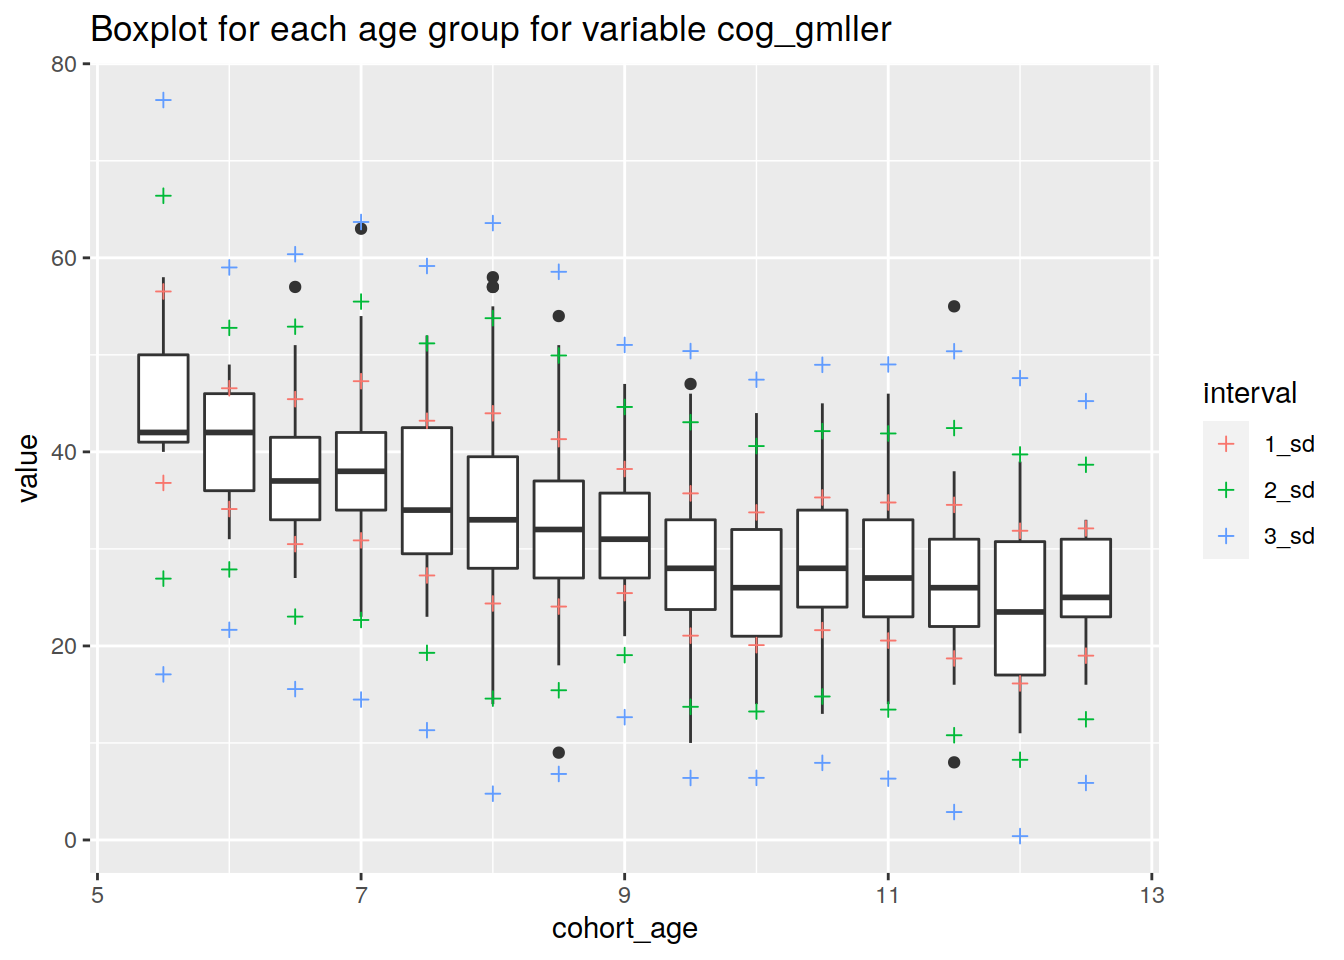 Boxplot for each age group for variable cog_gmller
80
60
40
20
0
value
5 7 9 11 13
cohort_age
interval
1_sd
2_sd
3_sd